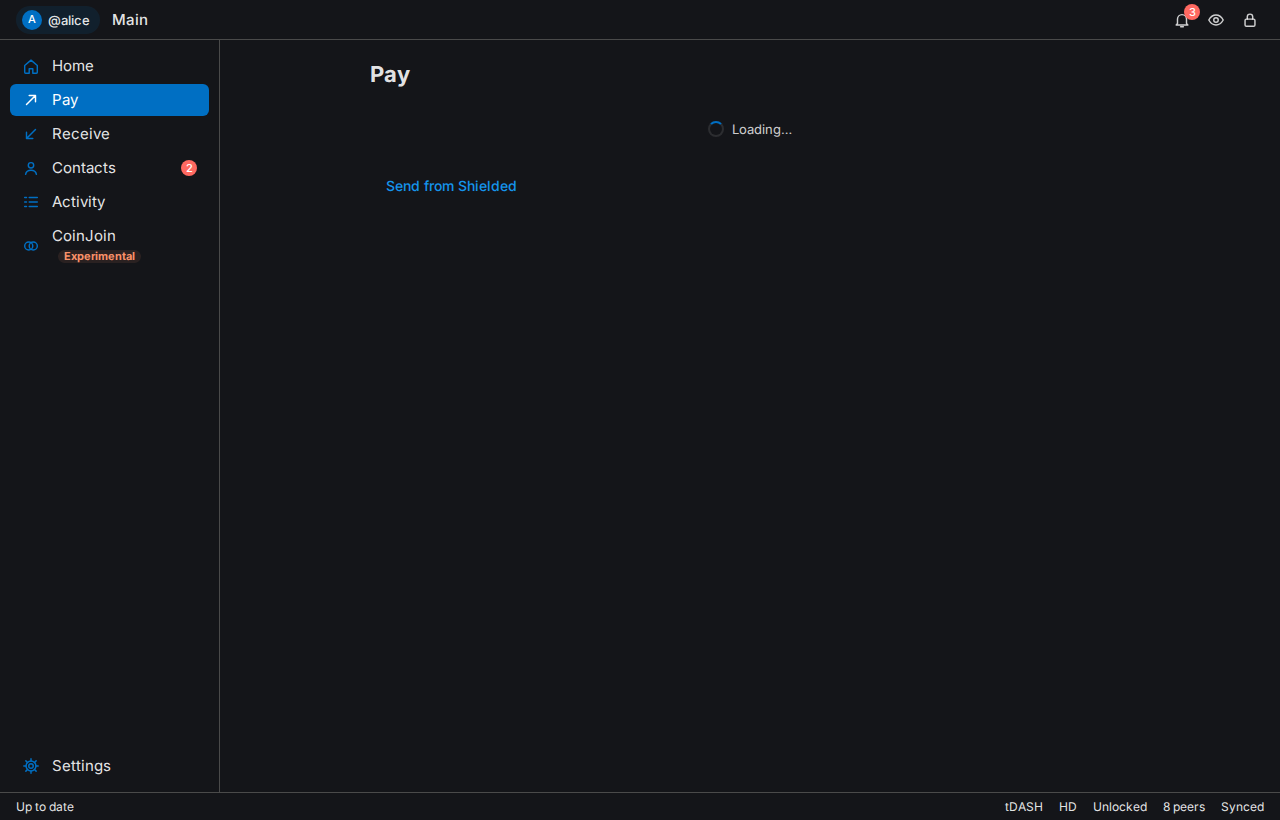 A @alice Main 3
Home
Pay
Receive
Contacts 2
Activity
CoinJoin
Experimental
Settings
Pay
Loading...
Send from Shielded
Up to date tDASH HD Unlocked 8 peers Synced